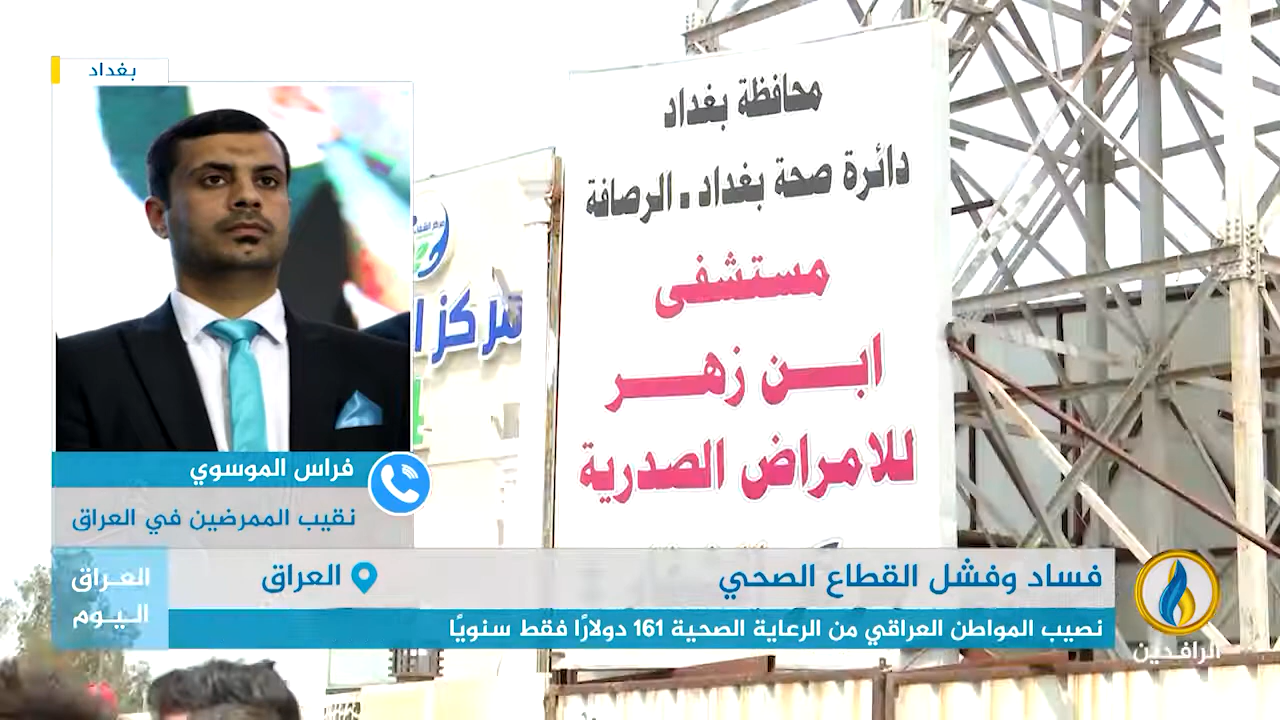 بغداد
محافظة بغداد
دائرة صحة بغداد - الرصافة
مستشفى
ابن زهر
للامراض الصدرية
مركز
فراس الموسوي
نقيب الممرضين في العراق
العراق اليوم
العراق
فساد وفشل القطاع الصحي
نصيب المواطن العراقي من الرعاية الصحية 161 دولارًا فقط سنويًا
الرافدين